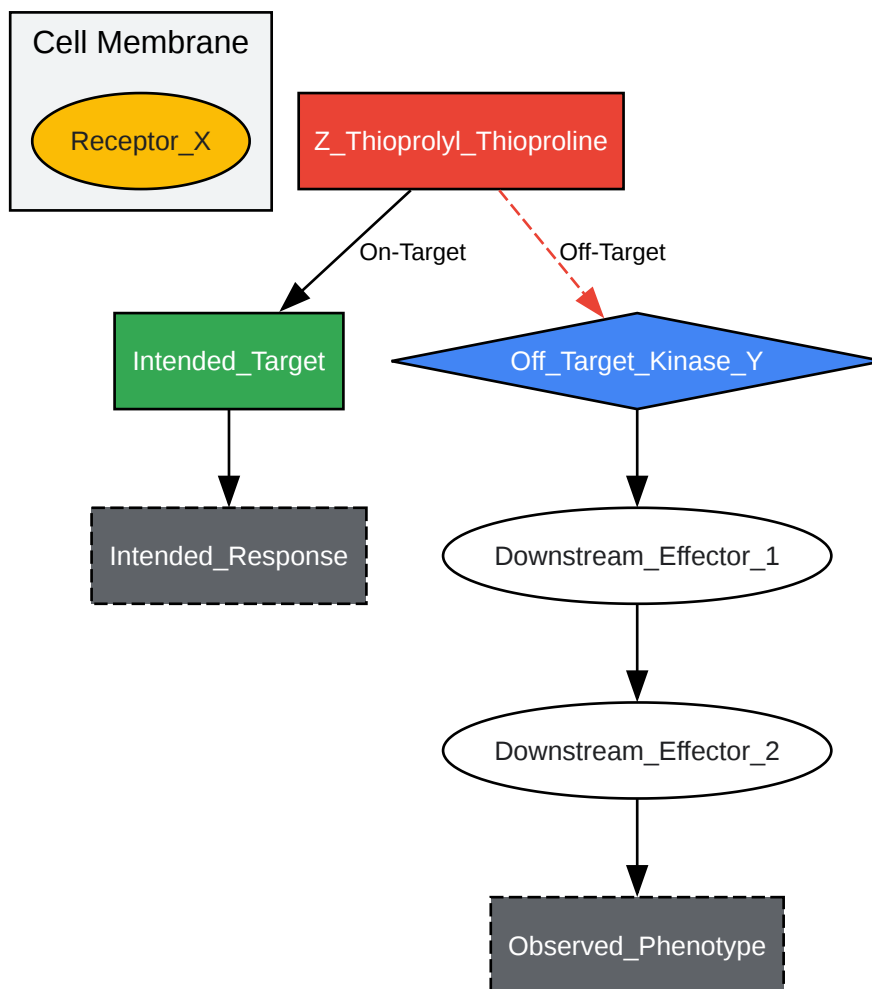 Cell Membrane
Receptor_X
Z_Thioprolyl_Thioproline
On-Target
Off-Target
Intended_Target
Off_Target_Kinase_Y
Intended_Response
Downstream_Effector_1
Downstream_Effector_2
Observed_Phenotype